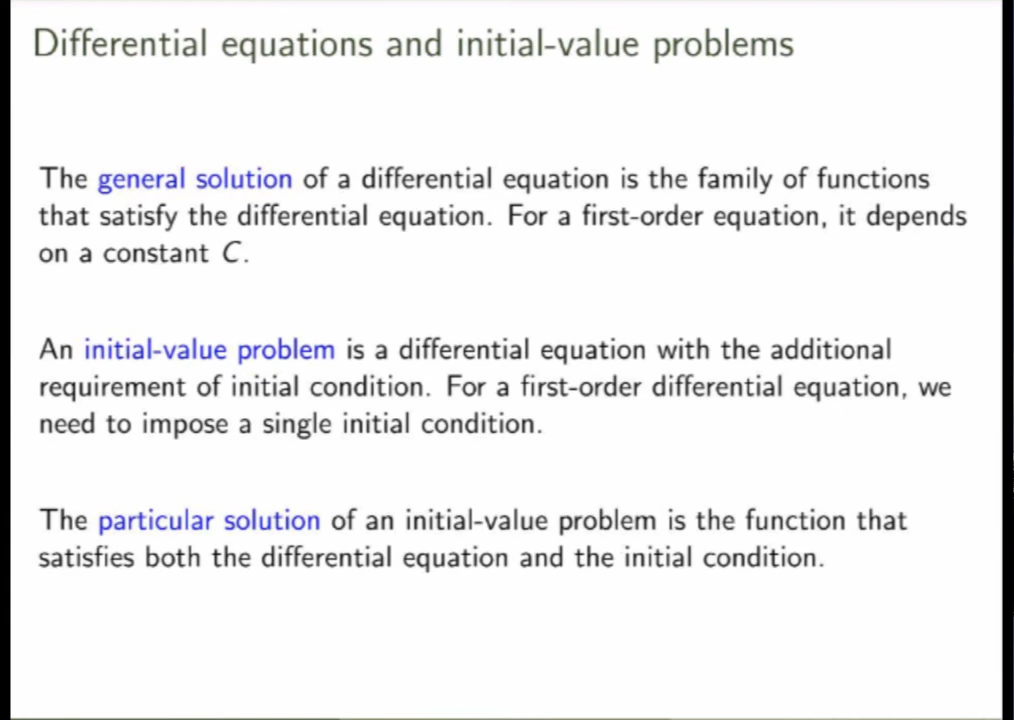 Differential equations and initial-value problems
The general solution of a differential equation is the family of functions
that satisfy the differential equation. For a first-order equation, it depends
on a constant C.
An initial-value problem is a differential equation with the additional
requirement of initial condition. For a first-order differential equation, we
need to impose a single initial condition.
The particular solution of an initial-value problem is the function that
satisfies both the differential equation and the initial condition.